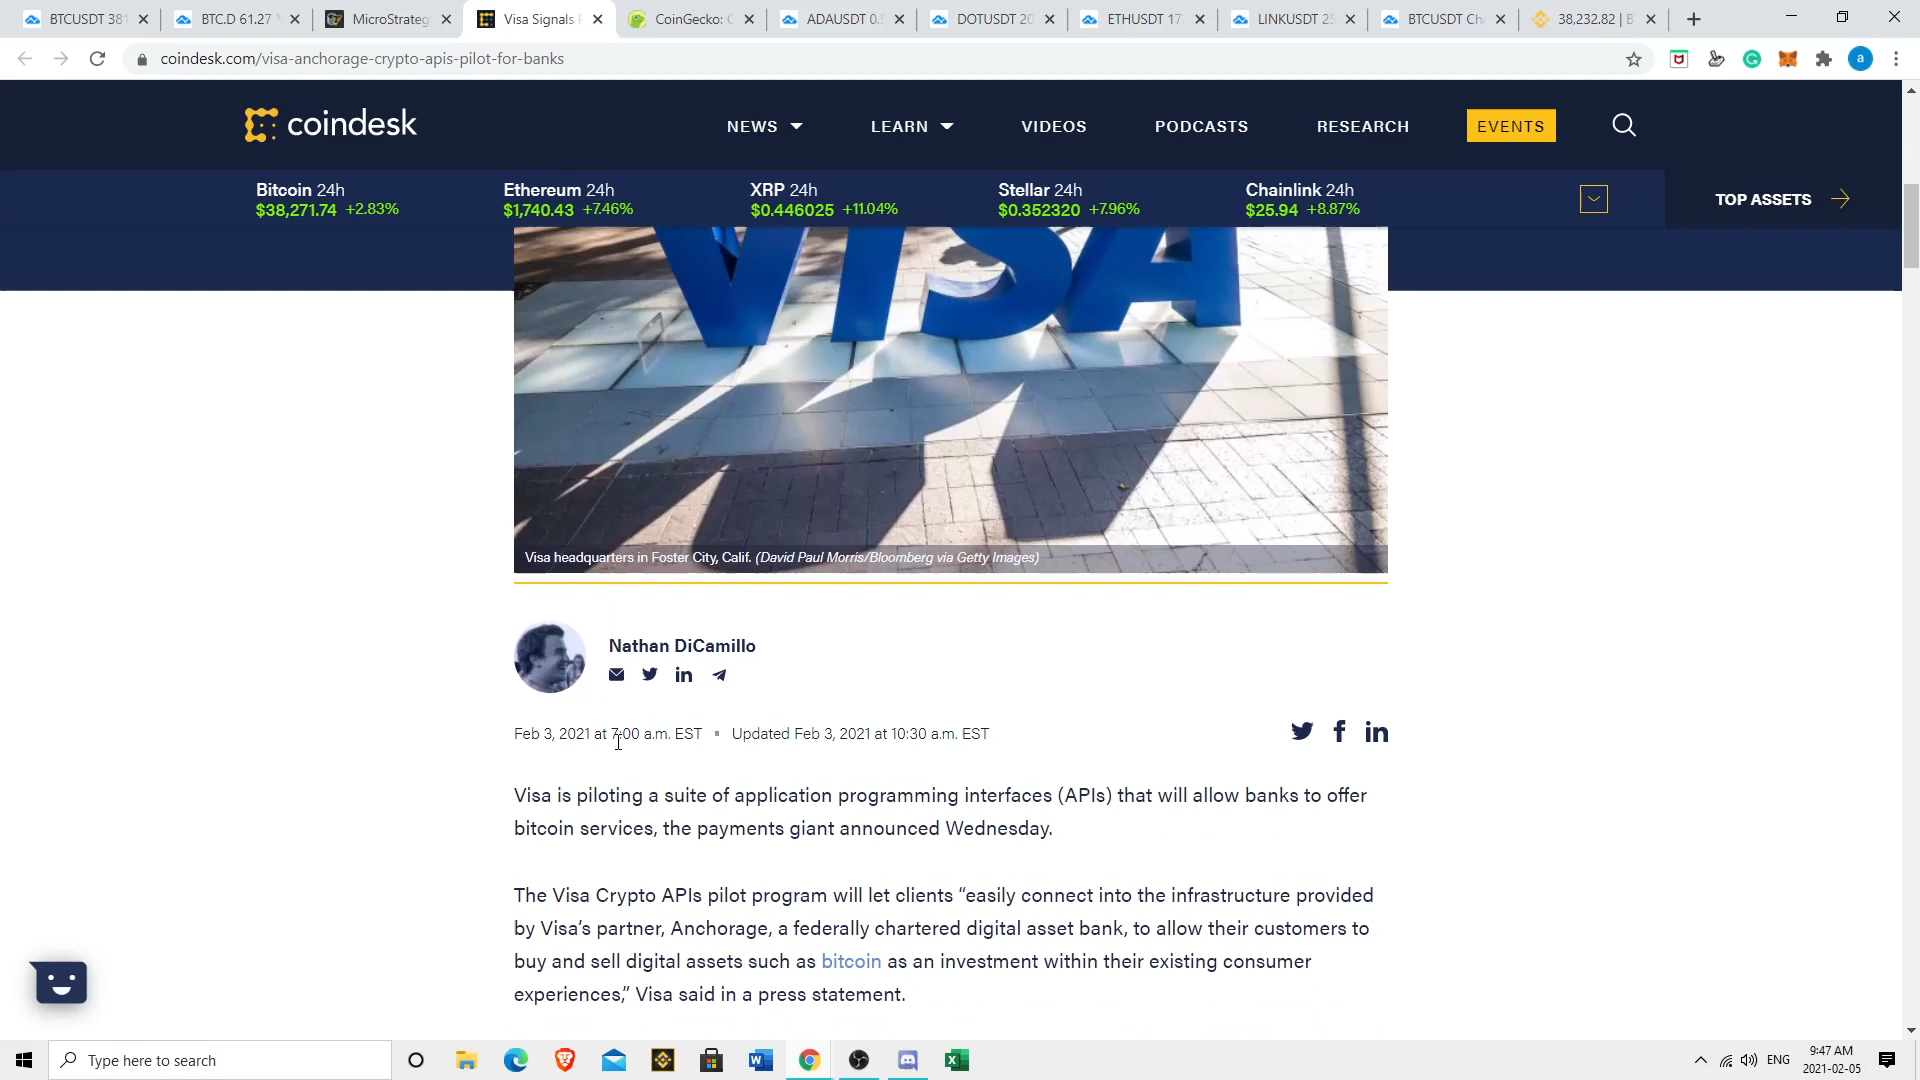 BTCUSDT 381
BTC.D 61.27
MicroStrateg
Visa Signals
CoinGecko: C
ADAUSDT 0.5
DOTUSDT 20
ETHUSDT 17
LINKUSDT 25
BTCUSDT Cha
38,232.82 | B
coindesk.com/visa-anchorage-crypto-apis-pilot-for-banks
a
coindesk
NEWS
LEARN
VIDEOS
PODCASTS
RESEARCH
EVENTS
Bitcoin 24h
$38,271.74 +2.83%
Ethereum 24h
$1,740.43 +7.46%
XRP 24h
$0.446025 +11.04%
Stellar 24h
$0.352320 +7.96%
Chainlink 24h
$25.94 +8.87%
TOP ASSETS
VISA
Visa headquarters in Foster City, Calif. (David Paul Morris/Bloomberg via Getty Images)
Nathan DiCamillo
Feb 3, 2021 at 7:00 a.m. EST ▪ Updated Feb 3, 2021 at 10:30 a.m. EST
Visa is piloting a suite of application programming interfaces (APIs) that will allow banks to offer
bitcoin services, the payments giant announced Wednesday.
The Visa Crypto APIs pilot program will let clients “easily connect into the infrastructure provided
by Visa’s partner, Anchorage, a federally chartered digital asset bank, to allow their customers to
buy and sell digital assets such as bitcoin as an investment within their existing consumer
experiences,” Visa said in a press statement.
Type here to search
ENG
9:47 AM
2021-02-05